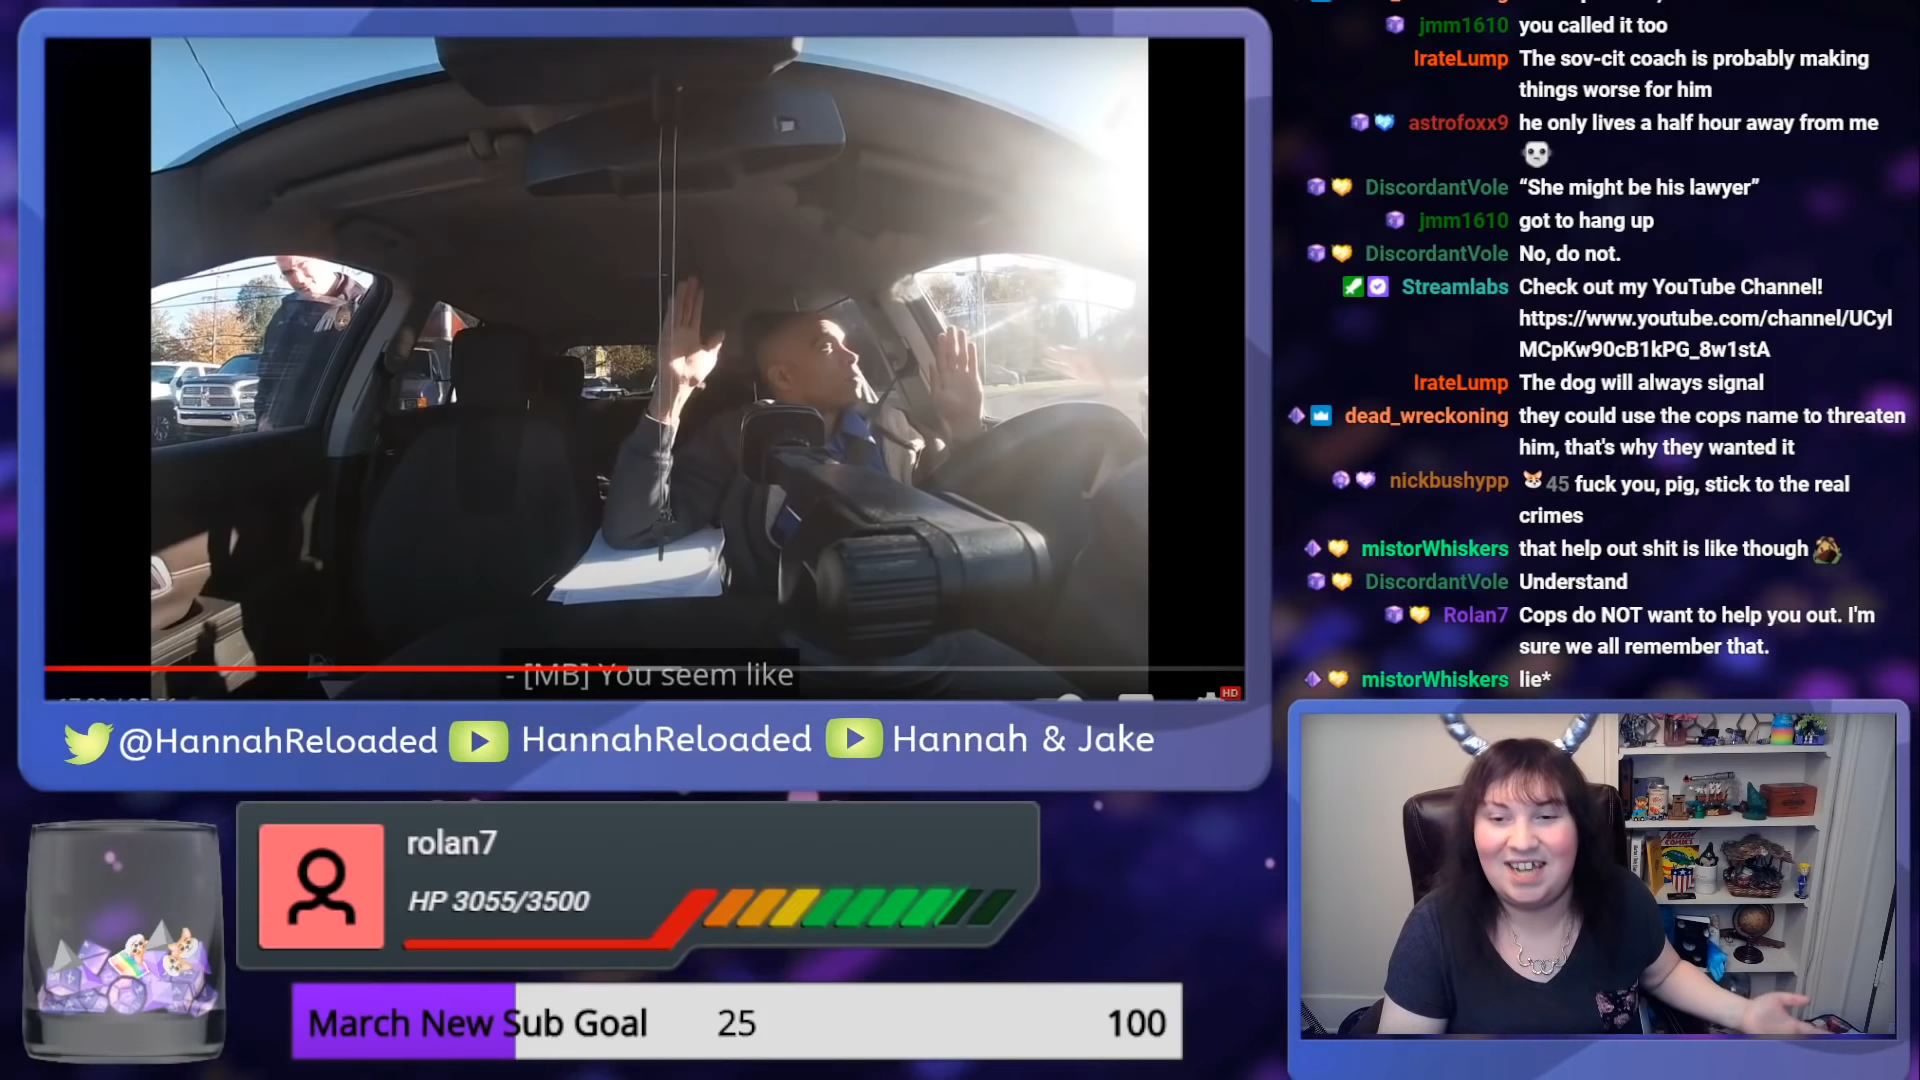 jmm1610 you called it too
IrateLump The sov-cit coach is probably making
things worse for him
astrofoxx9 he only lives a half hour away from me
DiscordantVole “She might be his lawyer”
jmm1610 got to hang up
DiscordantVole No, do not.
Streamlabs Check out my YouTube Channel!
https://www.youtube.com/channel/UCyl
MCpKw90cB1kPG_8w1stA
IrateLump The dog will always signal
dead_wreckoning they could use the cops name to threaten
him, that's why they wanted it
nickbushypp 45 fuck you, pig, stick to the real
crimes
mistorWhiskers that help out shit is like though
DiscordantVole Understand
Rolan7 Cops do NOT want to help you out. I'm
sure we all remember that.
mistorWhiskers lie*
- [MB] You seem like
HD
@HannahReloaded HannahReloaded Hannah & Jake
rolan7
HP 3055/3500
March New Sub Goal 25 100
ACTION
COMICS